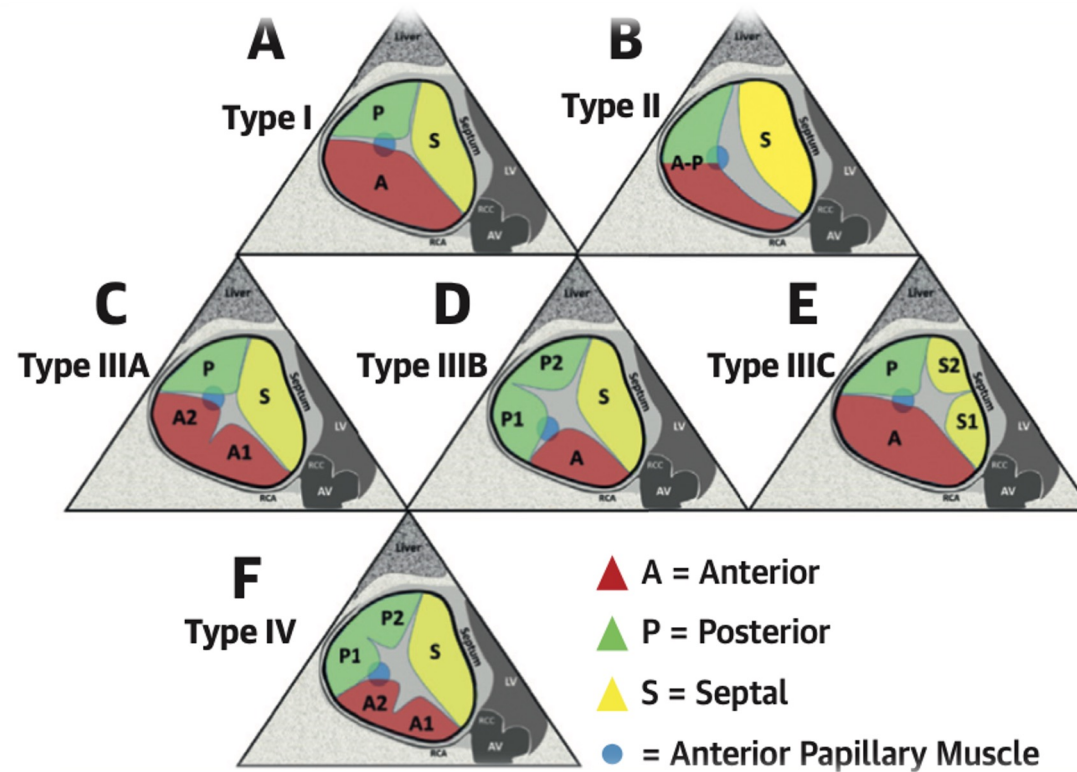 A
Type I
Liver
P
S
A
Septum
LV
RCC
AV
RCA
B
Type II
Liver
A-P
S
Septum
LV
RCC
AV
RCA
C
Type IIIA
Liver
P
S
A2
A1
Septum
LV
RCC
AV
RCA
D
Type IIIB
Liver
P2
P1
S
A
Septum
LV
RCC
AV
RCA
E
Type IIIC
Liver
P
S2
S1
A
Septum
LV
RCC
AV
RCA
F
Type IV
Liver
P2
P1
S
A2
A1
Septum
LV
RCC
AV
RCA
A = Anterior
P = Posterior
S = Septal
= Anterior Papillary Muscle